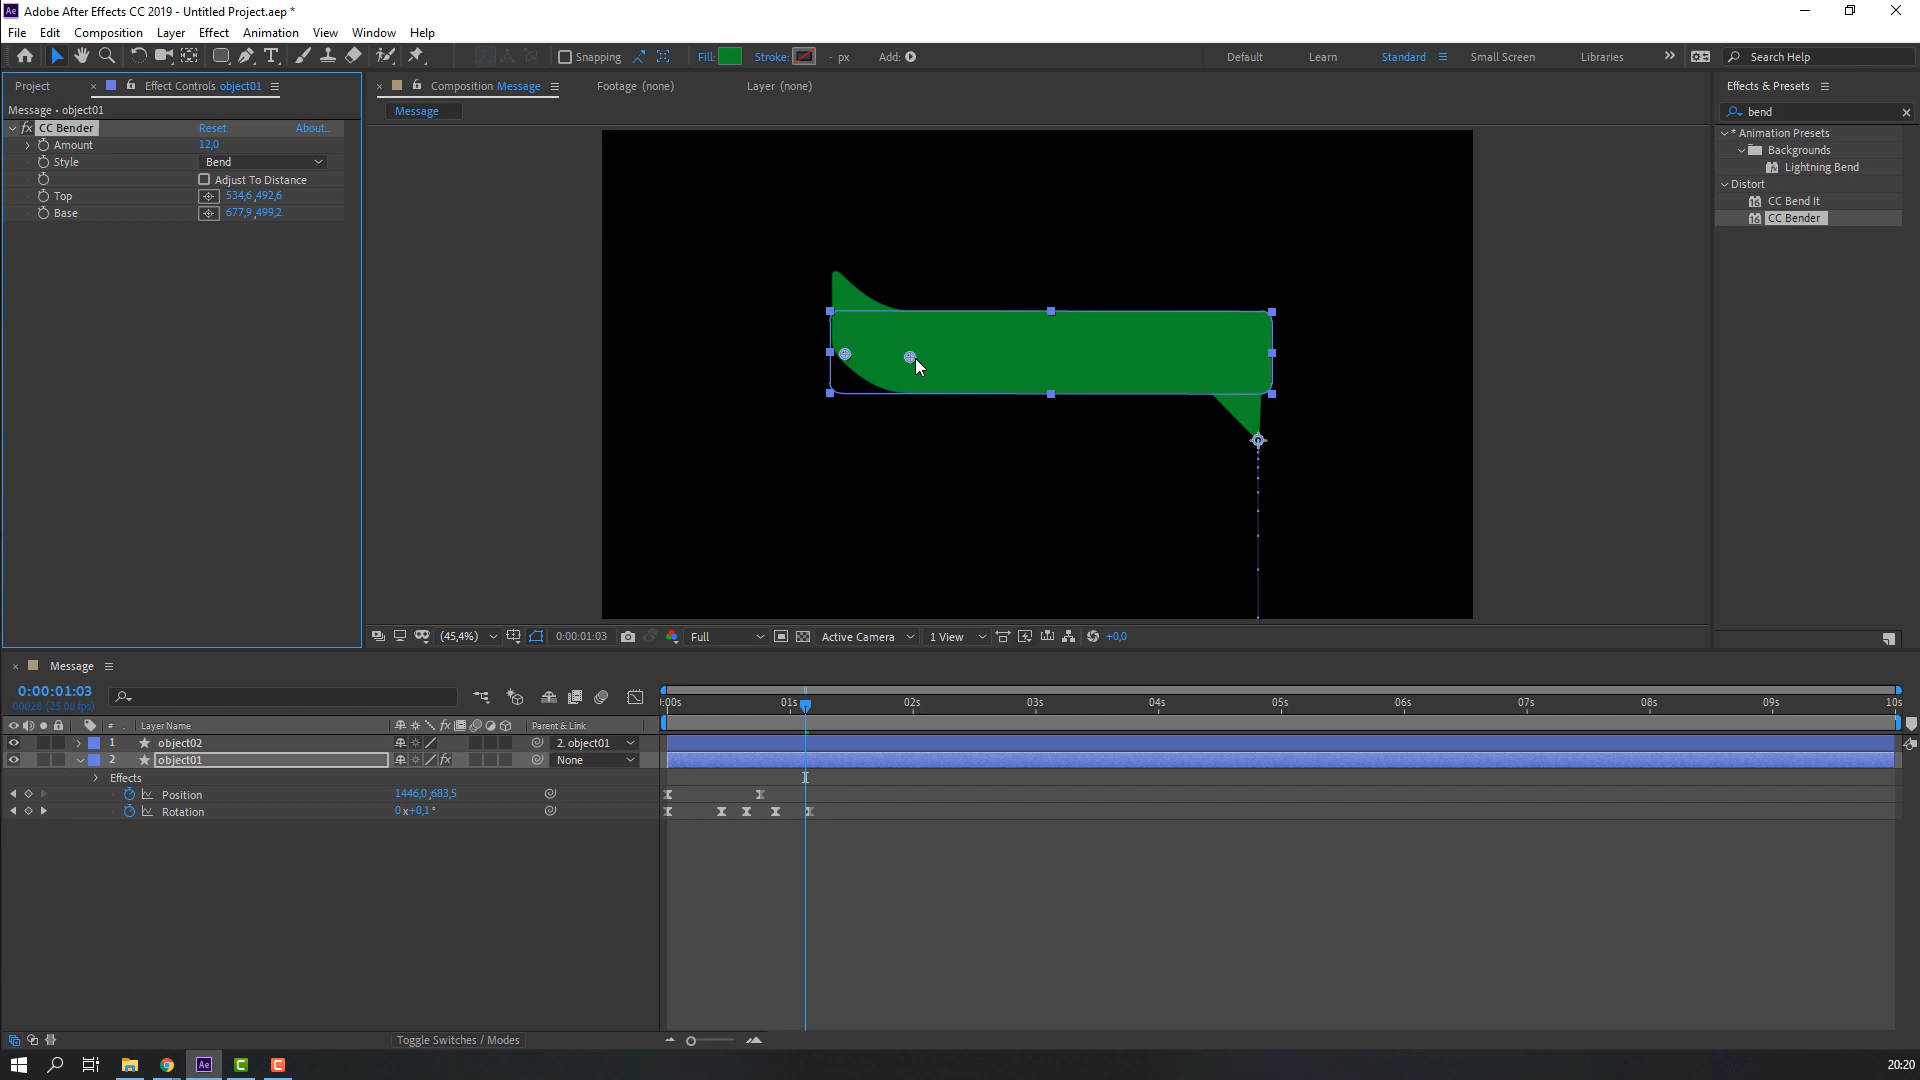 Adobe After Effects CC 2019 - Untitled Project.aep *
File Edit Composition Layer Effect Animation View Window Help
Snapping Fill: Stroke: - px Add: Default Learn Standard Small Screen Libraries Search Help
Project Effect Controls object01 Composition Message Footage (none) Layer (none) Effects & Presets
Message • object01 Message bend
fx CC Bender Reset About...
Amount 12,0
Style Bend
Adjust To Distance
Top 534,6,492,6
Base 677,9,499,2
* Animation Presets
Backgrounds
Lightning Bend
Distort
CC Bend It
CC Bender
(45,4%) 0:00:01:03 Full Active Camera 1 View +0,0
Message
0:00:01:03
00028 (25.00 fps)
:00s 01s 02s 03s 04s 05s 06s 07s 08s 09s 10s
# Layer Name fx Parent & Link
1 object02 2. object01
2 object01 fx None
Effects
Position 1446,0,683,5
Rotation 0x+0,1°
Toggle Switches / Modes
20:20